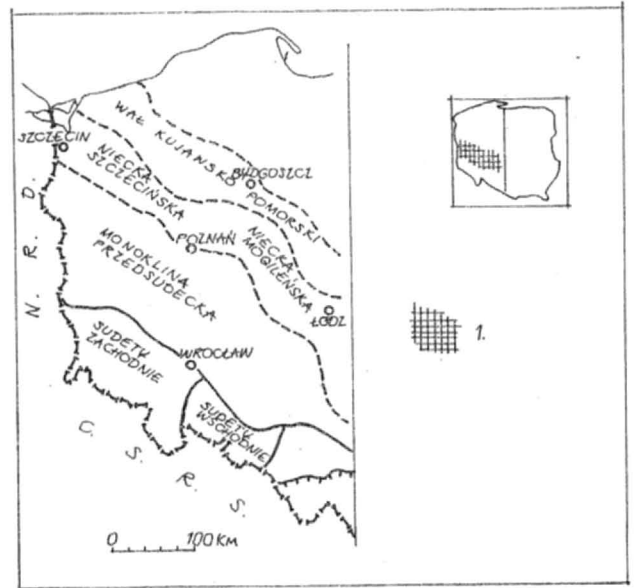 WAŁ KUJAWSKO POMORSKI
SZCZECIN
NIECKA
SZCZECIŃSKA
BYDGOSZCZ
N. R. D.
POZNAŃ
NIECKA
MOGILEŃSKA
MONOKLINA
PRZEDSUDECKA
ŁÓDZ
SUDETY
ZACHODNIE
WROCŁAW
SUDETY
WSCHODNIE
C. S. R. S.
0 100 KM
1.